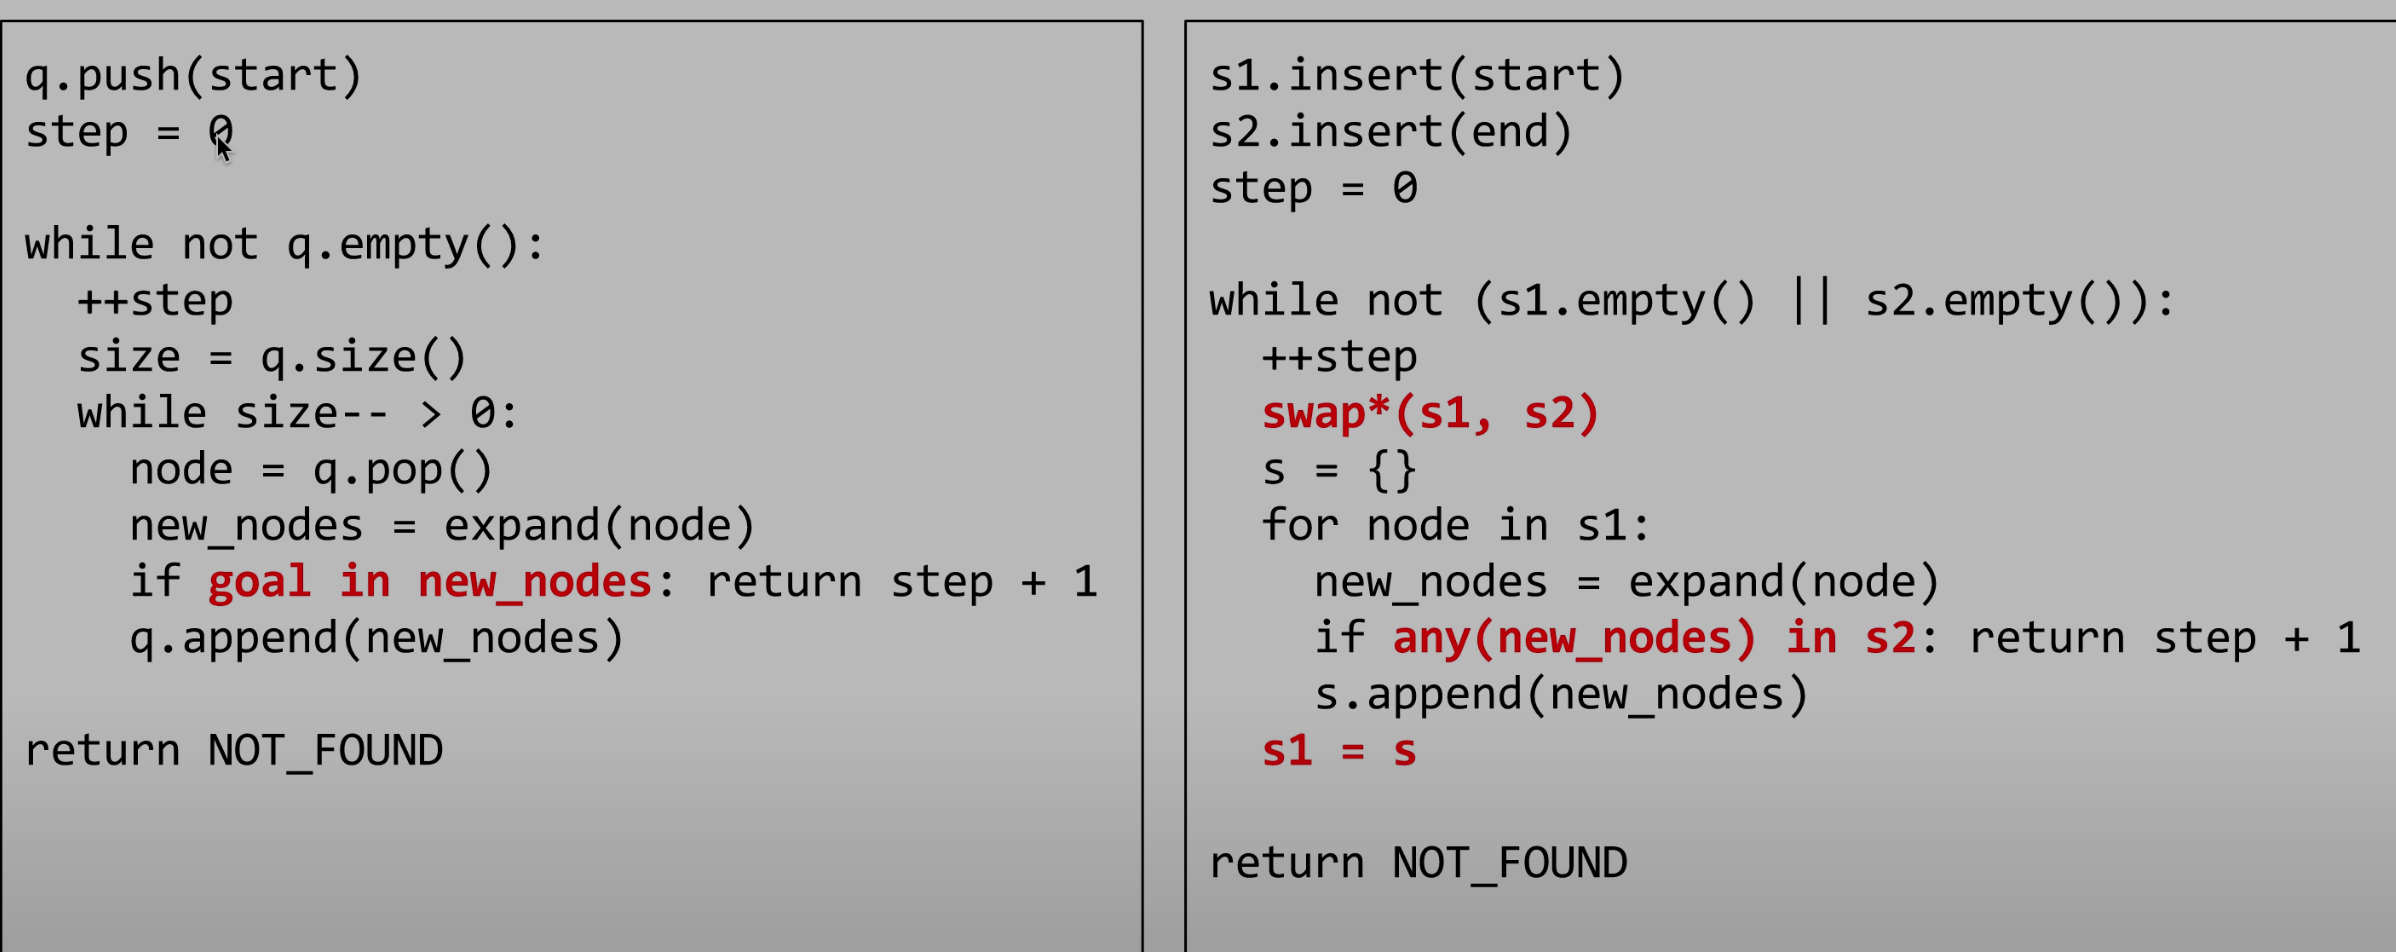 q.push(start)
step = 0
while not q.empty():
  ++step
  size = q.size()
  while size-- > 0:
    node = q.pop()
    new_nodes = expand(node)
    if goal in new_nodes: return step + 1
    q.append(new_nodes)
return NOT_FOUND
s1.insert(start)
s2.insert(end)
step = 0
while not (s1.empty() || s2.empty()):
  ++step
  swap*(s1, s2)
  s = {}
  for node in s1:
    new_nodes = expand(node)
    if any(new_nodes) in s2: return step + 1
    s.append(new_nodes)
  s1 = s
return NOT_FOUND